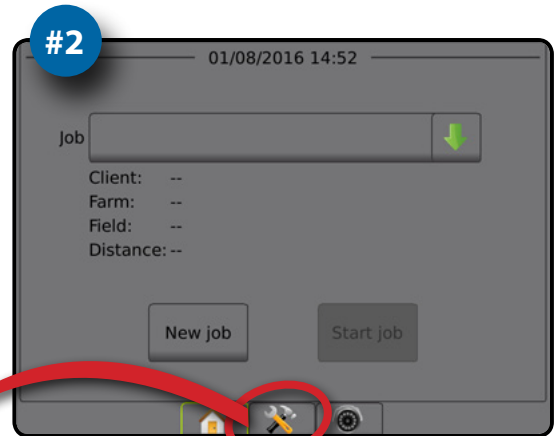 #2
01/08/2016 14:52
Job
Client: --
Farm: --
Field: --
Distance: --
New job
Start job